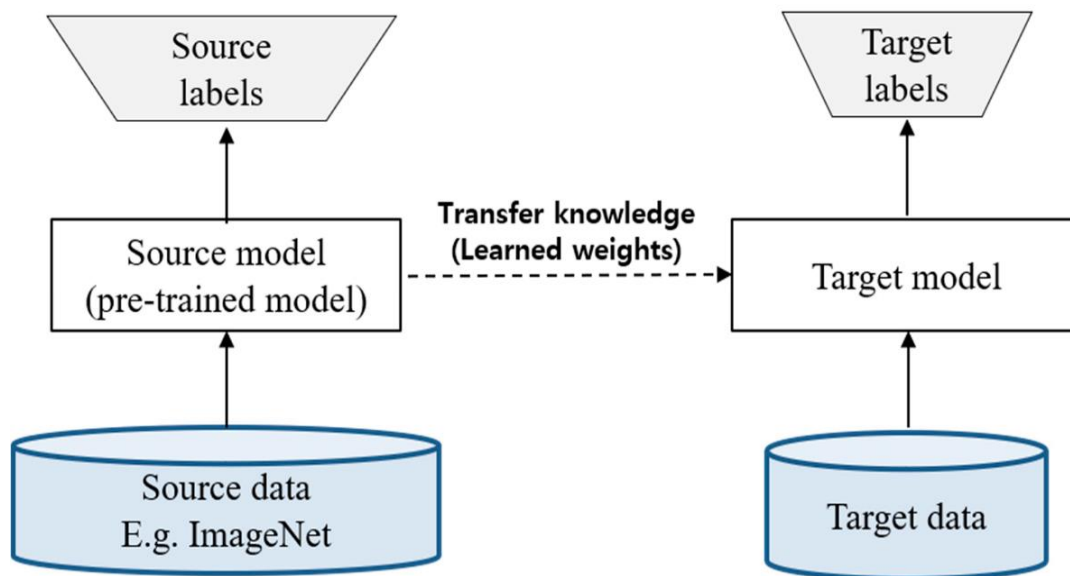 Source
labels
Target
labels
Transfer knowledge
(Learned weights)
Source model
(pre-trained model)
Target model
Source data
E.g. ImageNet
Target data